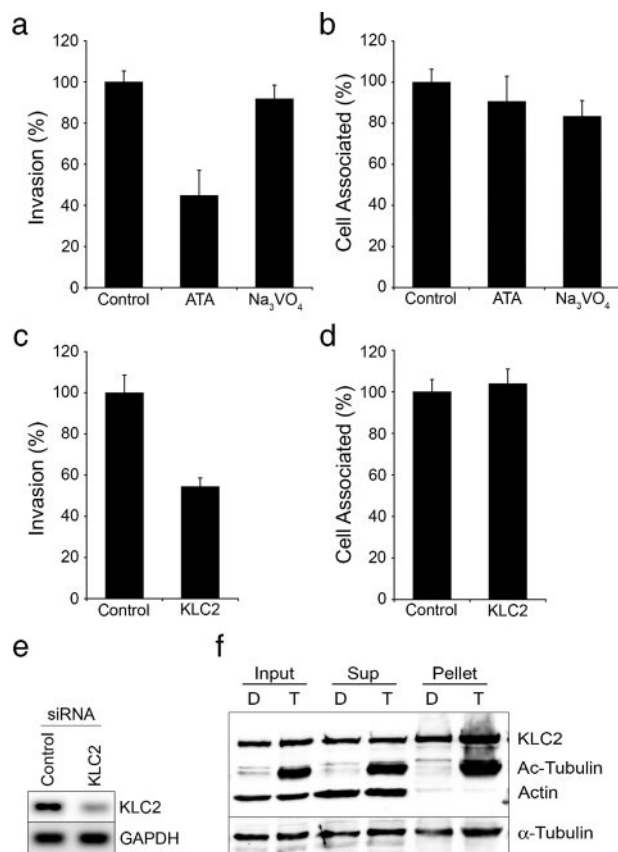 a
Invasion (%)
120
100
80
60
40
20
0
Control ATA Na₃VO₄
b
Cell Associated (%)
120
100
80
60
40
20
0
Control ATA Na₃VO₄
c
Invasion (%)
120
100
80
60
40
20
0
Control KLC2
d
Cell Associated (%)
120
100
80
60
40
20
0
Control KLC2
e
siRNA
Control
KLC2
KLC2
GAPDH
f
Input Sup Pellet
D T D T D T
KLC2
Ac-Tubulin
Actin
α-Tubulin